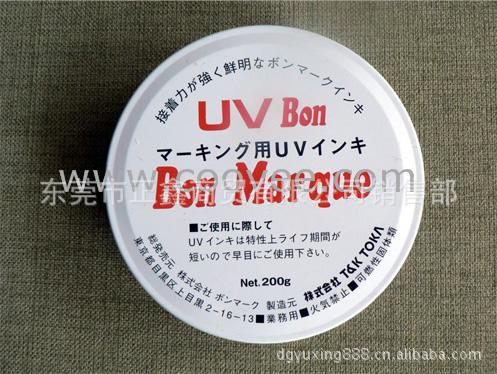 接着力が強く鮮明なボンマークインキ
UV Bon
マーキング用UVインキ
Bon Marque
■ご使用に際して
UVインキは特性上ライフ期間が
短いので早目にご使用下さい。
Net.200g
総発売元 株式会社 ボンマーク 製造元 株式会社 T&K TOKA
東京都目黒区上目黒2-16-13■業務用■火気禁止■可燃性固体類
dgyuxing888.cn.alibaba.com